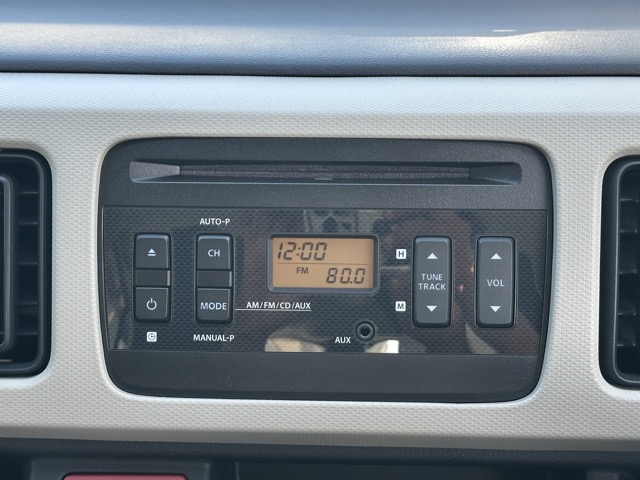 AUTO-P
CH
MODE
AM/FM/CD/AUX
MANUAL-P
12:00
FM
80.0
AUX
H
M
TUNE
TRACK
VOL
C